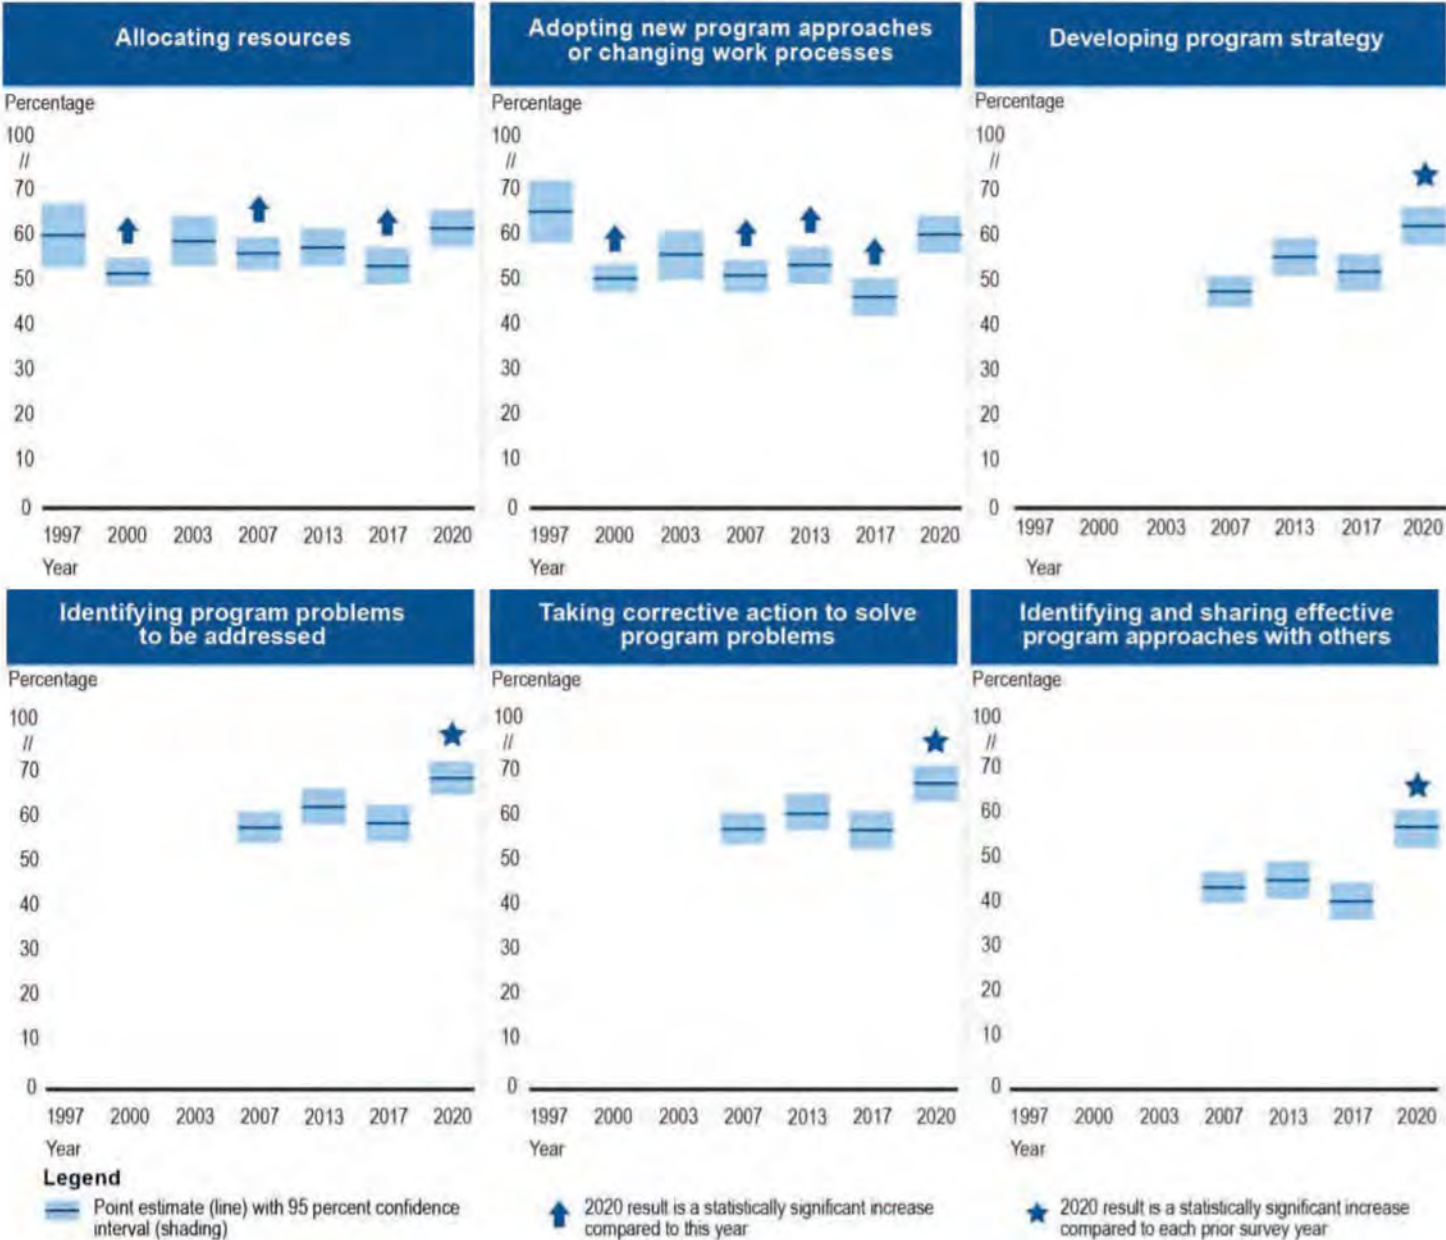 Allocating resources
Percentage
100
//
70
60
50
40
30
20
10
0
1997 2000 2003 2007 2013 2017 2020
Year
Adopting new program approaches
or changing work processes
Percentage
100
//
70
60
50
40
30
20
10
0
1997 2000 2003 2007 2013 2017 2020
Year
Developing program strategy
Percentage
100
//
70
60
50
40
30
20
10
0
1997 2000 2003 2007 2013 2017 2020
Year
Identifying program problems
to be addressed
Percentage
100
//
70
60
50
40
30
20
10
0
1997 2000 2003 2007 2013 2017 2020
Year
Taking corrective action to solve
program problems
Percentage
100
//
70
60
50
40
30
20
10
0
1997 2000 2003 2007 2013 2017 2020
Year
Identifying and sharing effective
program approaches with others
Percentage
100
//
70
60
50
40
30
20
10
0
1997 2000 2003 2007 2013 2017 2020
Year
Legend
Point estimate (line) with 95 percent confidence
interval (shading)
2020 result is a statistically significant increase
compared to this year
2020 result is a statistically significant increase
compared to each prior survey year